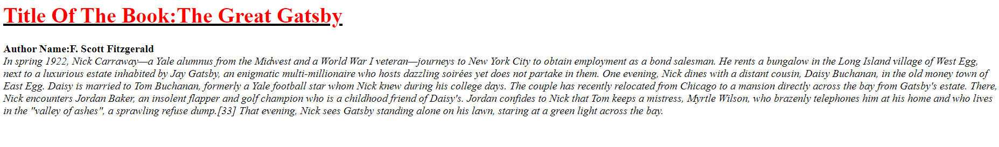 Title Of The Book:The Great Gatsby
Author Name:F. Scott Fitzgerald
In spring 1922, Nick Carraway—a Yale alumnus from the Midwest and a World War I veteran—journeys to New York City to obtain employment as a bond salesman. He rents a bungalow in the Long Island village of West Egg,
next to a luxurious estate inhabited by Jay Gatsby, an enigmatic multi-millionaire who hosts dazzling soirées yet does not partake in them. One evening, Nick dines with a distant cousin, Daisy Buchanan, in the old money town of
East Egg. Daisy is married to Tom Buchanan, formerly a Yale football star whom Nick knew during his college days. The couple has recently relocated from Chicago to a mansion directly across the bay from Gatsby's estate. There,
Nick encounters Jordan Baker, an insolent flapper and golf champion who is a childhood friend of Daisy's. Jordan confides to Nick that Tom keeps a mistress, Myrtle Wilson, who brazenly telephones him at his home and who lives
in the "valley of ashes", a sprawling refuse dump.[33] That evening, Nick sees Gatsby standing alone on his lawn, staring at a green light across the bay.